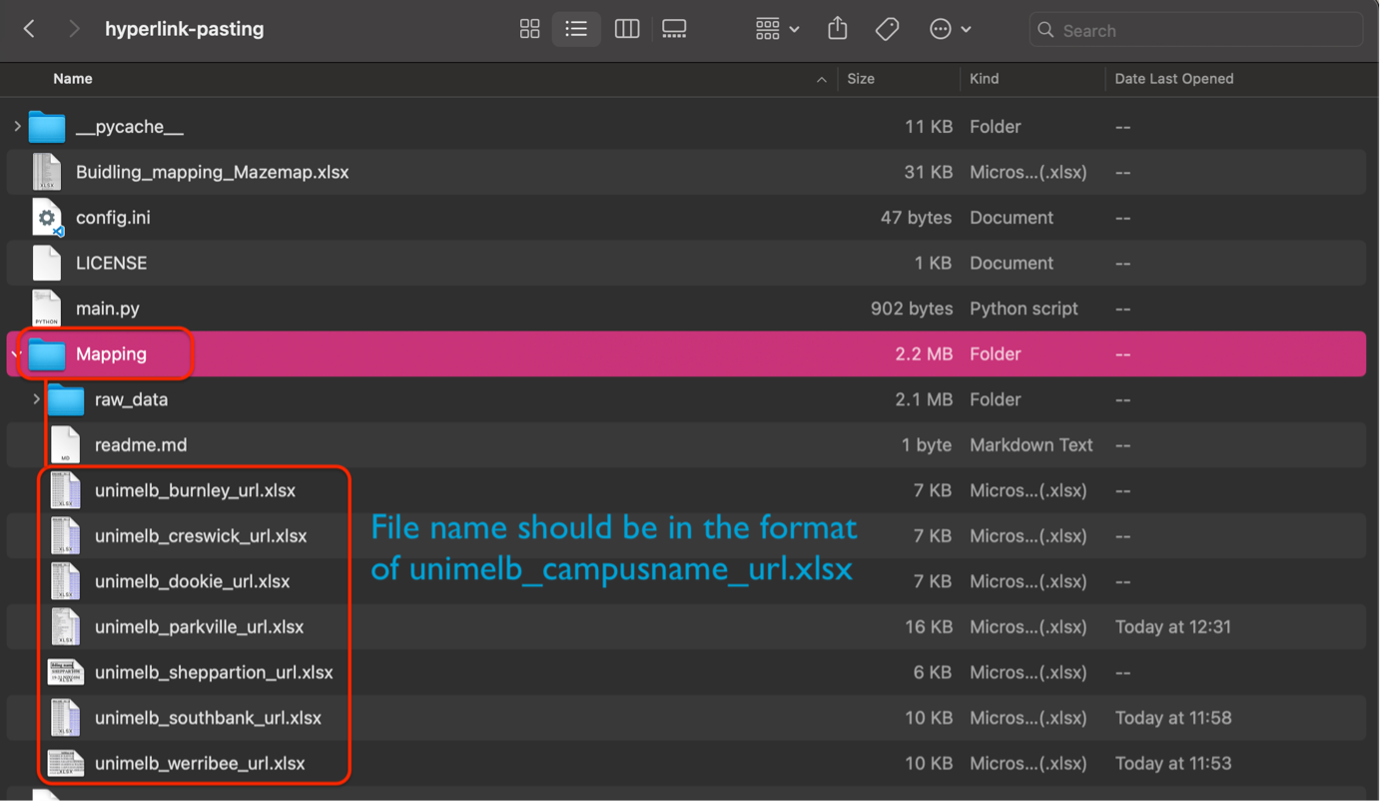 hyperlink-pasting
Search
Name Size Kind Date Last Opened
__pycache__ 11 KB Folder --
Buidling_mapping_Mazemap.xlsx 31 KB Micros...(.xlsx) --
config.ini 47 bytes Document --
LICENSE 1 KB Document --
main.py 902 bytes Python script --
Mapping 2.2 MB Folder --
raw_data 2.1 MB Folder --
readme.md 1 byte Markdown Text --
unimelb_burnley_url.xlsx 7 KB Micros...(.xlsx) --
unimelb_creswick_url.xlsx 7 KB Micros...(.xlsx) --
unimelb_dookie_url.xlsx 7 KB Micros...(.xlsx) --
unimelb_parkville_url.xlsx 16 KB Micros...(.xlsx) Today at 12:31
unimelb_sheppartion_url.xlsx 6 KB Micros...(.xlsx) --
unimelb_southbank_url.xlsx 10 KB Micros...(.xlsx) Today at 11:58
unimelb_werribee_url.xlsx 10 KB Micros...(.xlsx) Today at 11:53
File name should be in the format
of unimelb_campusname_url.xlsx